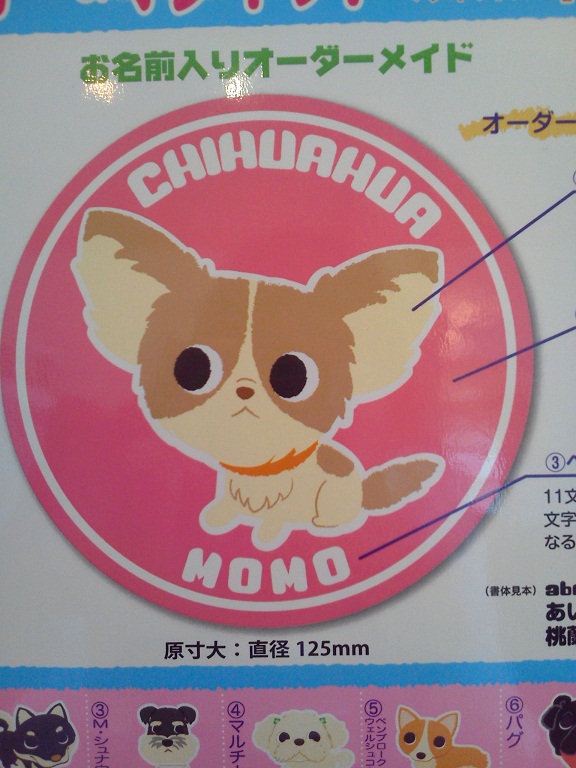 お名前入りオーダーメイド
オーダー
CHIHUAHUA
MOMO
③
11文
文字
なる
(書体見本)
あい
原寸大：直径 125mm
③M・シュナウ
④マルチ
⑤ペンブローク
ウェルシュコ
⑥パグ